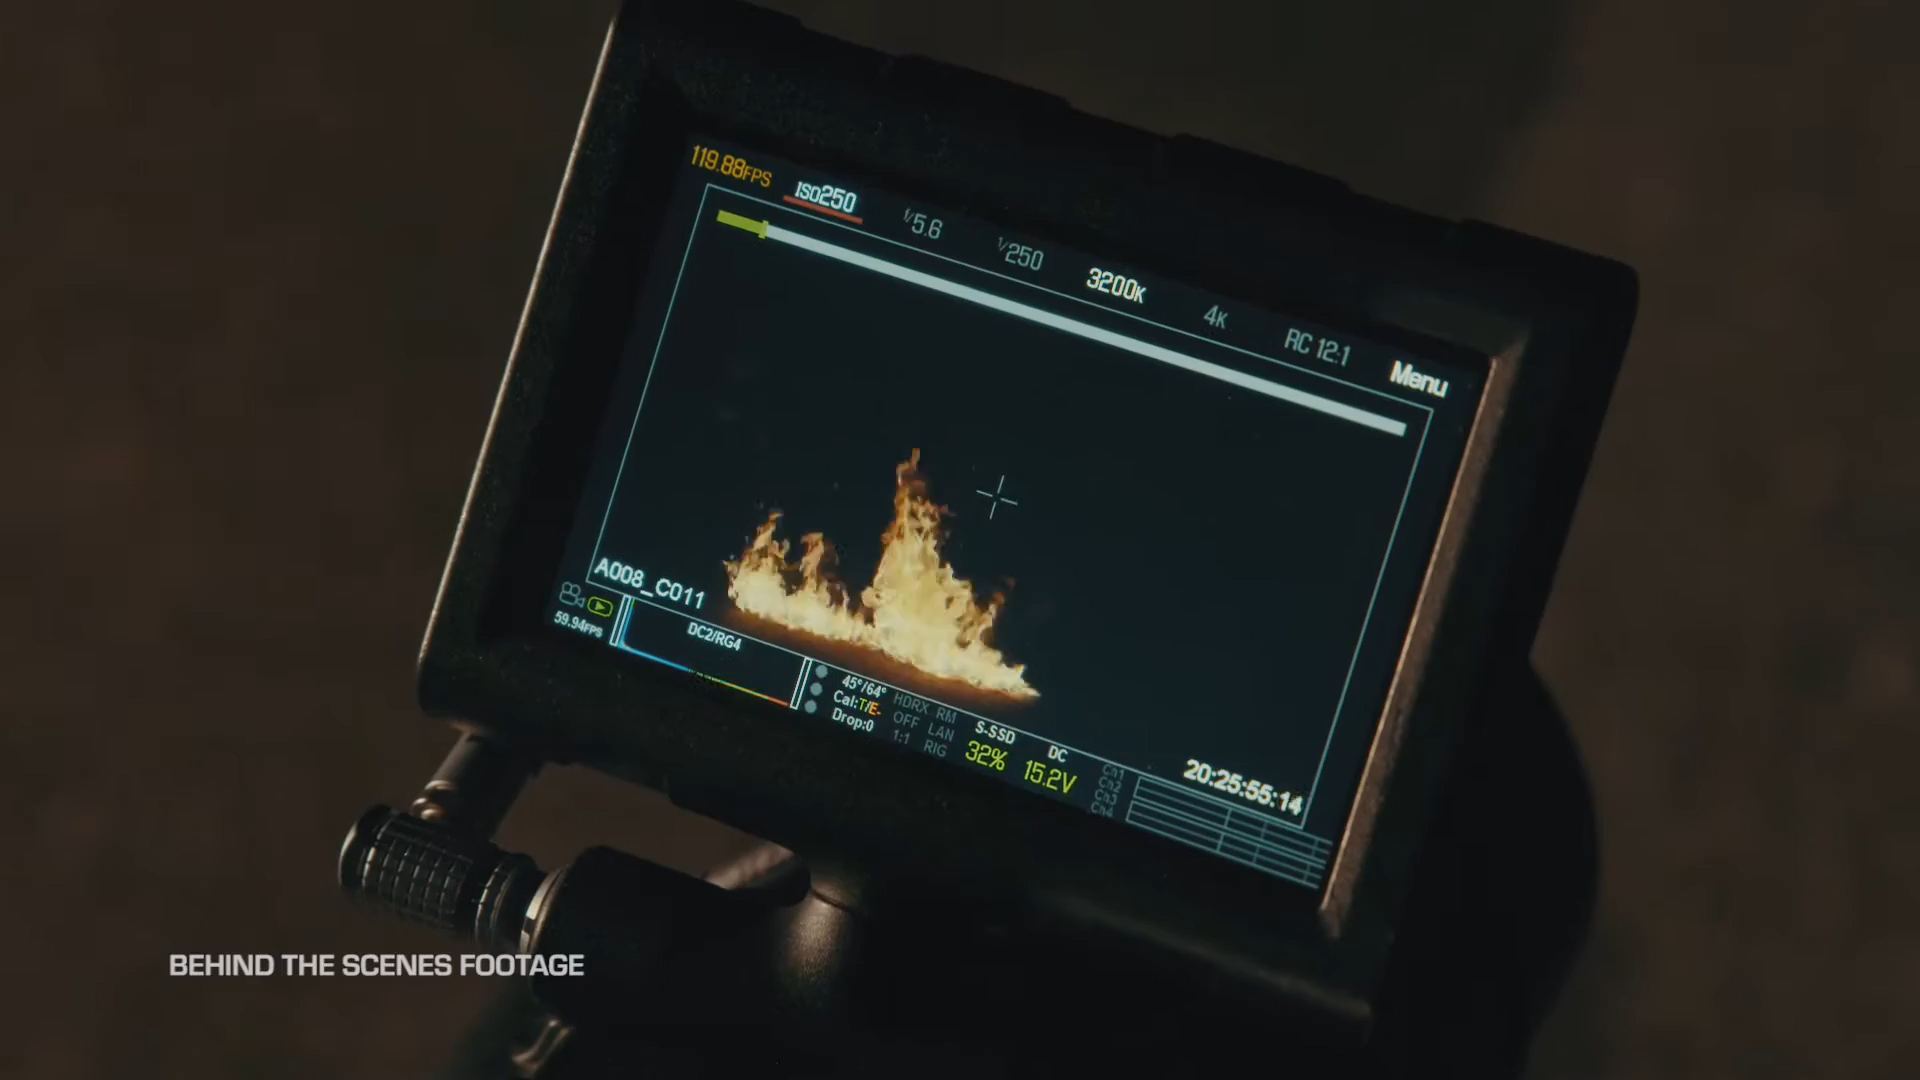 119.88FPS ISO250 f/5.6 1/250 3200K 4K RC 12:1 Menu
A008_C011
59.94FPS
DC2/RG4
45°/64°
Cal:T/E-
Drop:0
HDRX RM
OFF LAN
1:1 RIG
S-SSD
32%
DC
15.2V
Ch1
Ch2
Ch3
Ch4
20:25:55:14
BEHIND THE SCENES FOOTAGE